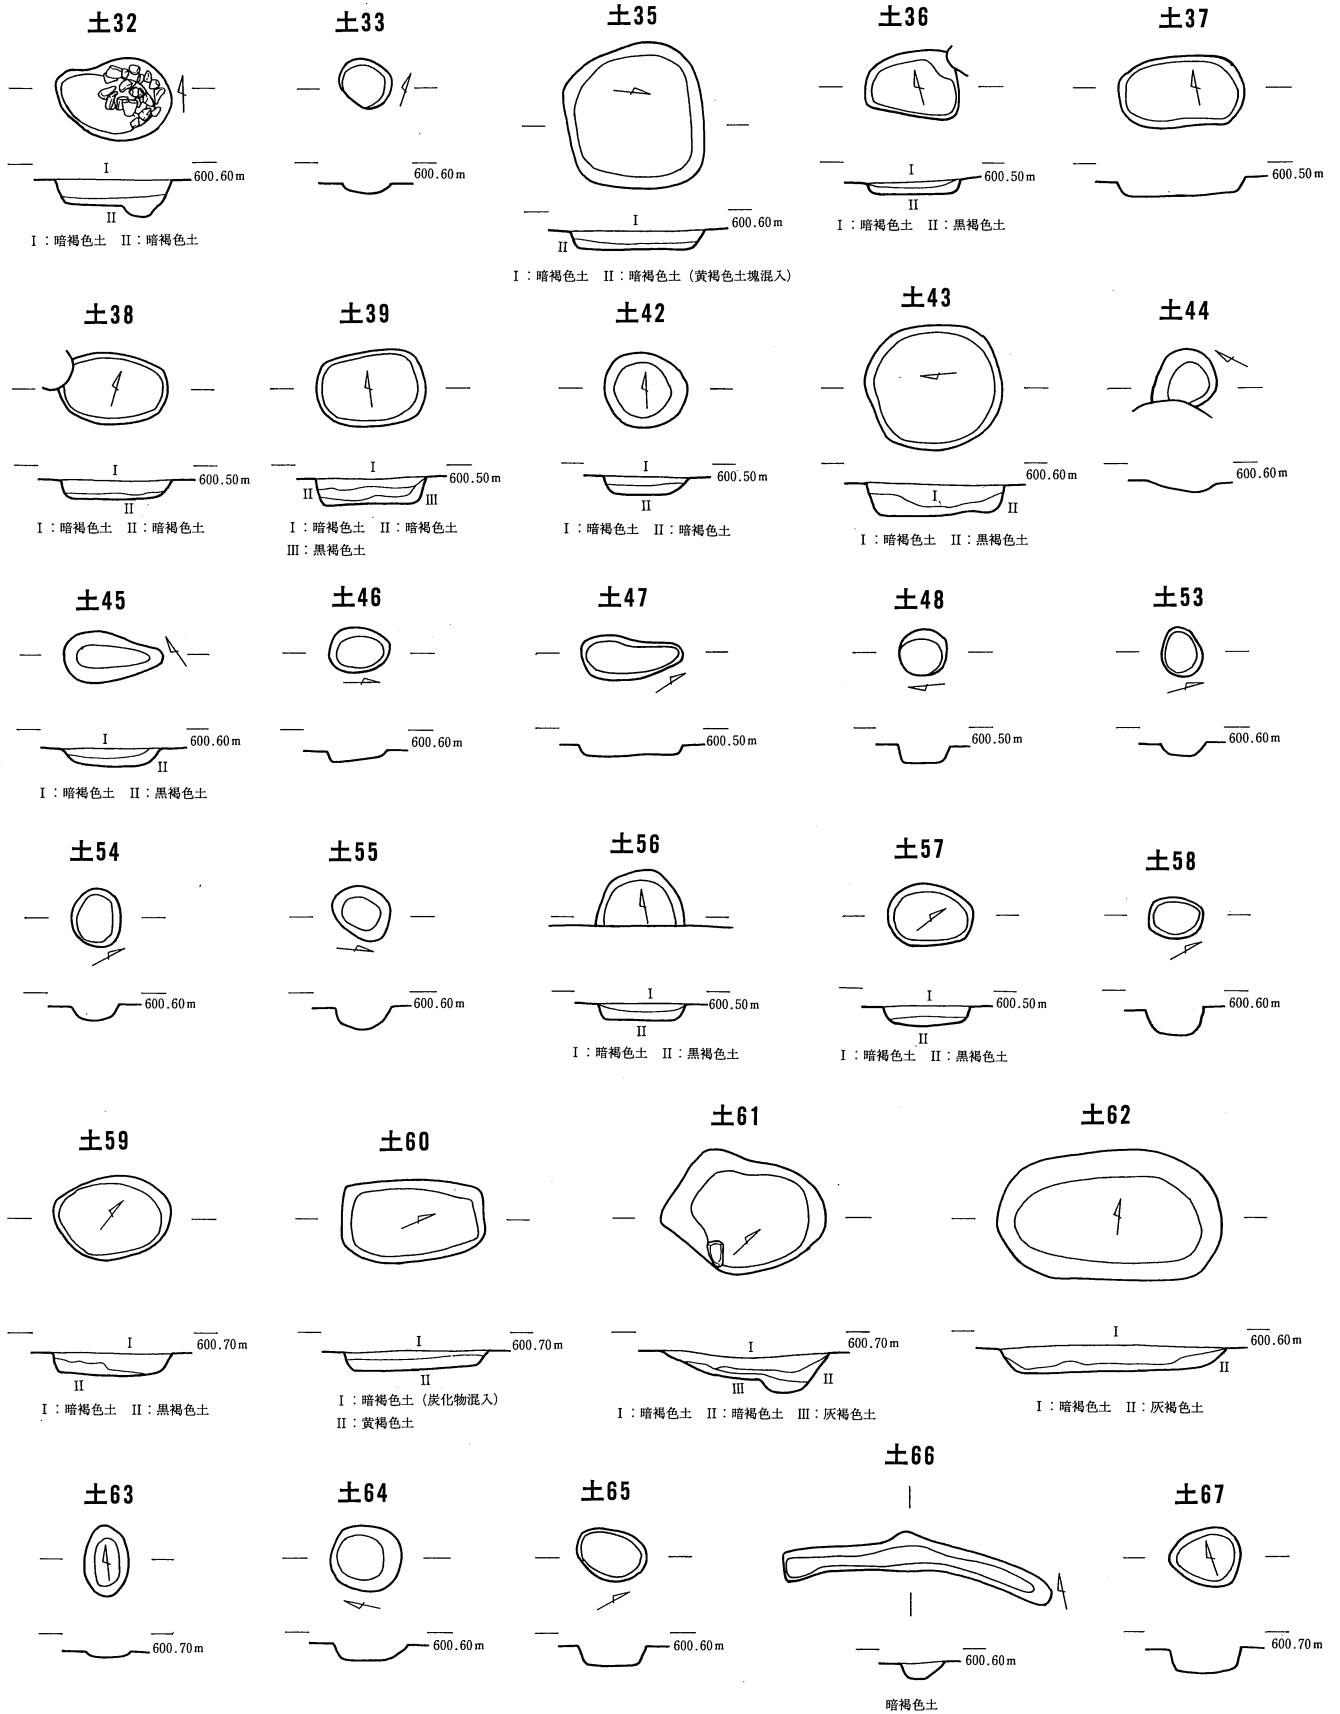 土32
土33
土35
土36
土37
I
600.60m
II
I：暗褐色土　II：暗褐色土
600.60m
I
600.60m
II
I：暗褐色土　II：暗褐色土（黄褐色土塊混入）
I
600.50m
II
I：暗褐色土　II：黒褐色土
600.50m
土38
土39
土42
土43
土44
I
600.50m
II
I：暗褐色土　II：暗褐色土
I
600.50m
II
III
I：暗褐色土　II：暗褐色土
III：黒褐色土
I
600.50m
II
I：暗褐色土　II：暗褐色土
600.60m
I
II
I：暗褐色土　II：黒褐色土
600.60m
土45
土46
土47
土48
土53
I
600.60m
II
I：暗褐色土　II：黒褐色土
600.60m
600.50m
600.50m
600.60m
土54
土55
土56
土57
土58
600.60m
600.60m
I
600.50m
II
I：暗褐色土　II：黒褐色土
I
600.50m
II
I：暗褐色土　II：黒褐色土
600.60m
土59
土60
土61
土62
I
600.70m
II
I：暗褐色土　II：黒褐色土
I
600.70m
II
I：暗褐色土（炭化物混入）
II：黄褐色土
I
600.70m
III
II
I：暗褐色土　II：暗褐色土　III：灰褐色土
I
600.60m
II
I：暗褐色土　II：灰褐色土
土63
土64
土65
土66
土67
600.70m
600.60m
600.60m
600.60m
暗褐色土
600.70m